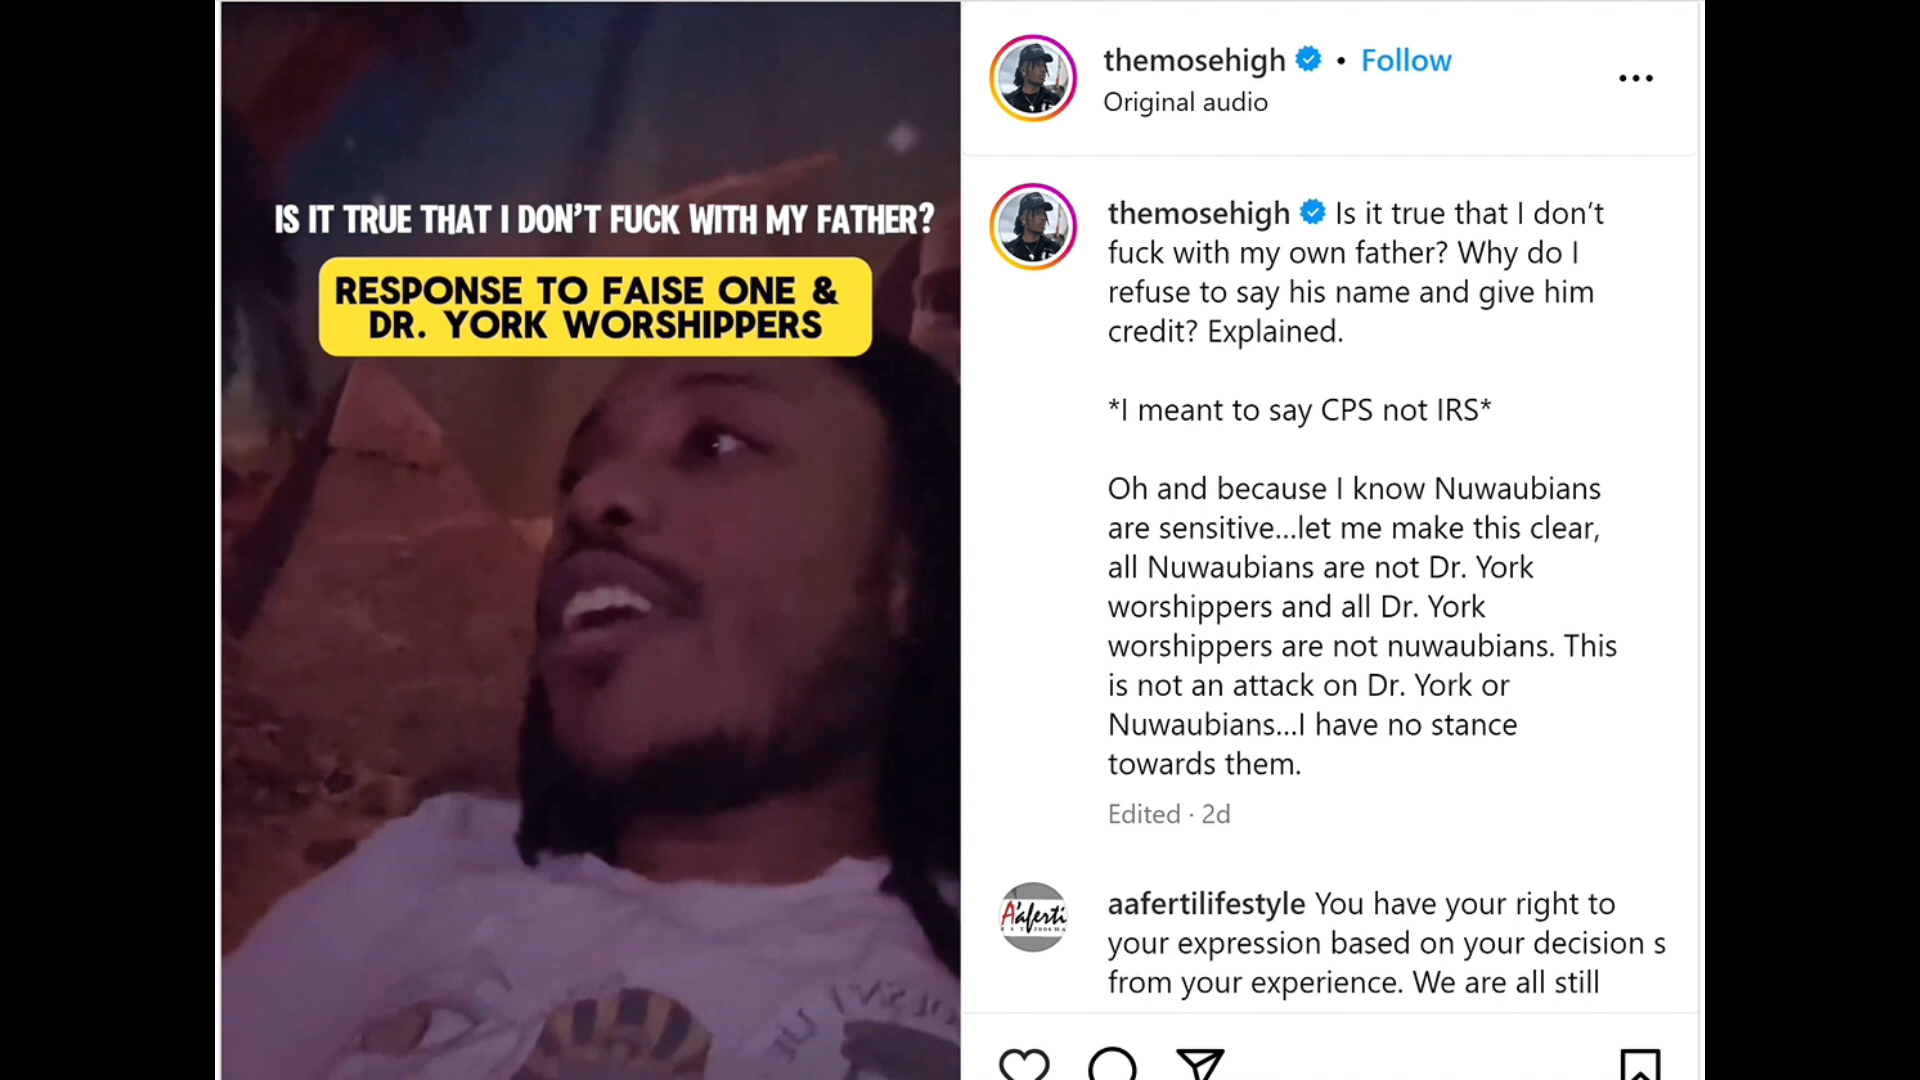 IS IT TRUE THAT I DON'T FUCK WITH MY FATHER?
RESPONSE TO FAISE ONE &
DR. YORK WORSHIPPERS
themosehigh • Follow
Original audio
themosehigh Is it true that I don't
fuck with my own father? Why do I
refuse to say his name and give him
credit? Explained.
*I meant to say CPS not IRS*
Oh and because I know Nuwaubians
are sensitive...let me make this clear,
all Nuwaubians are not Dr. York
worshippers and all Dr. York
worshippers are not nuwaubians. This
is not an attack on Dr. York or
Nuwaubians...I have no stance
towards them.
Edited · 2d
A'aferti
aafertilifestyle You have your right to
your expression based on your decision s
from your experience. We are all still